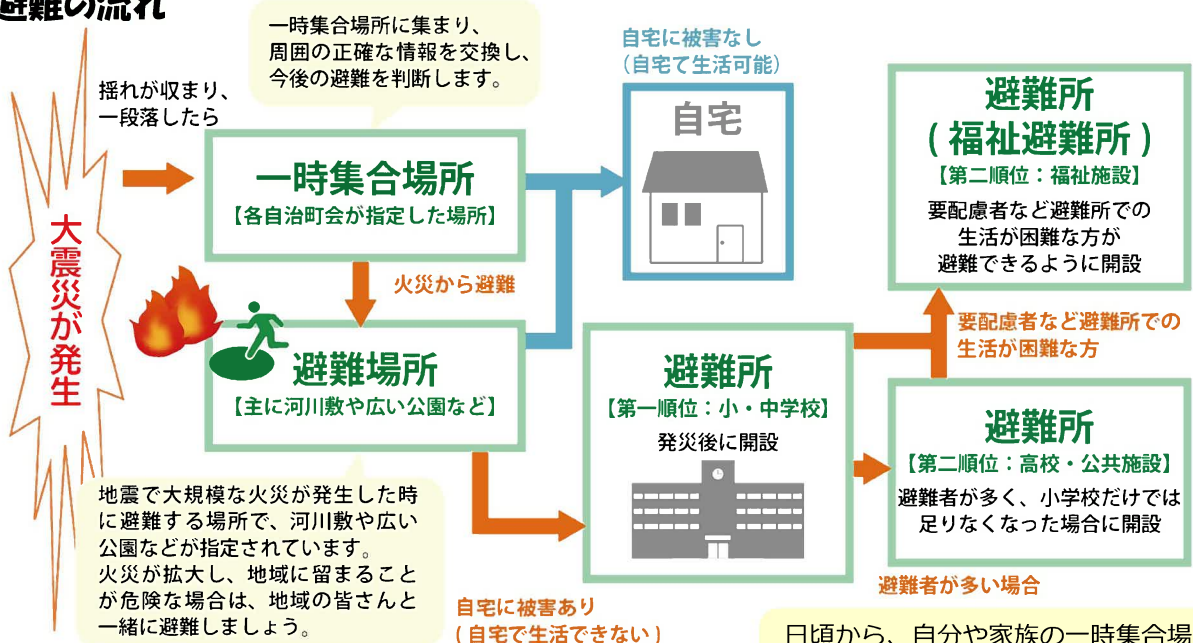 避難の流れ
一時集合場所に集まり、
周囲の正確な情報を交換し、
今後の避難を判断します。
揺れが収まり、
一段落したら
大震災が発生
一時集合場所
【各自治町会が指定した場所】
火災から避難
避難場所
【主に河川敷や広い公園など】
地震で大規模な火災が発生した時
に避難する場所で、河川敷や広い
公園などが指定されています。
火災が拡大し、地域に留まること
が危険な場合は、地域の皆さんと
一緒に避難しましょう。
自宅に被害なし
（自宅て生活可能）
自宅
自宅に被害あり
（自宅で生活できない）
避難所
【第一順位：小・中学校】
発災後に開設
避難所
（福祉避難所）
【第二順位：福祉施設】
要配慮者など避難所での
生活が困難な方が
避難できるように開設
要配慮者など避難所での
生活が困難な方
避難所
【第二順位：高校・公共施設】
避難者が多く、小学校だけでは
足りなくなった場合に開設
避難者が多い場合
日頃から、自分や家族の一時集合場